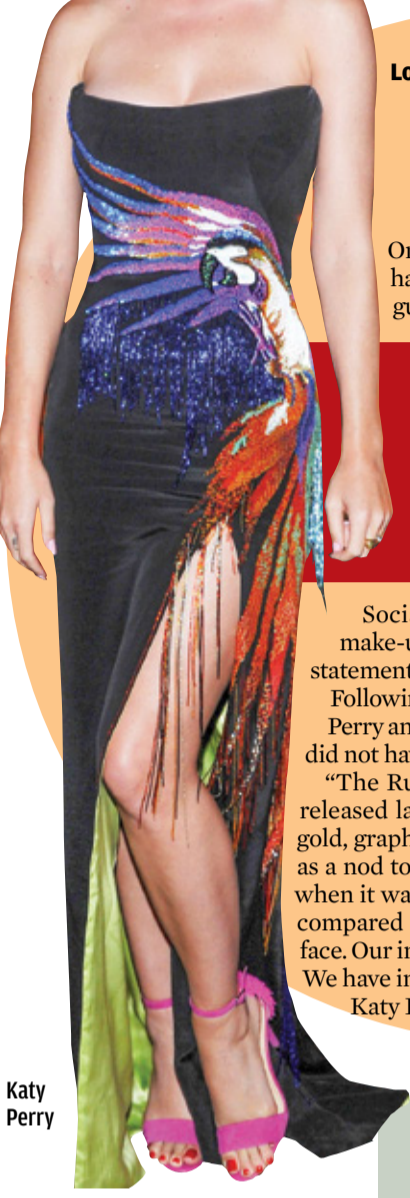 Lo
Or
ha
gu
Soci
make-u
statement
Followin
Perry an
did not hav
“The Ru
released la
gold, graph
as a nod to
when it wa
compared
face. Our in
We have in
Katy P
Katy
Perry